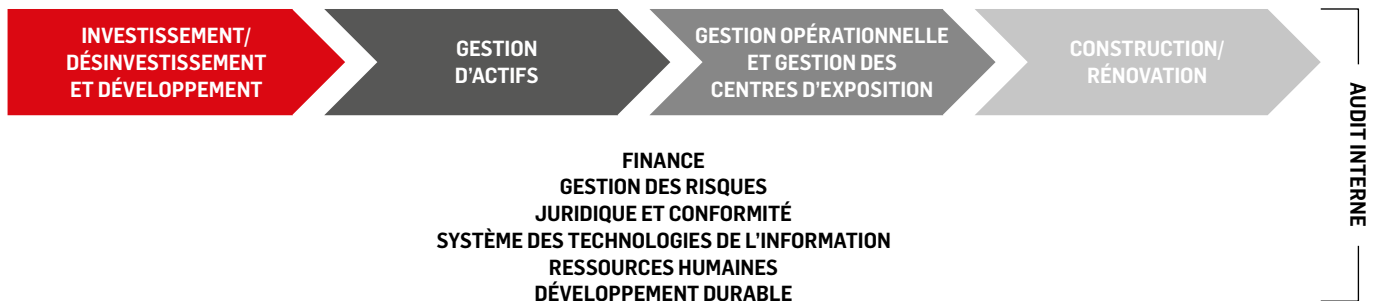 INVESTISSEMENT/
DÉSINVESTISSEMENT
ET DÉVELOPPEMENT
GESTION
D'ACTIFS
GESTION OPÉRATIONNELLE
ET GESTION DES
CENTRES D'EXPOSITION
CONSTRUCTION/
RÉNOVATION
AUDIT INTERNE
FINANCE
GESTION DES RISQUES
JURIDIQUE ET CONFORMITÉ
SYSTÈME DES TECHNOLOGIES DE L'INFORMATION
RESSOURCES HUMAINES
DÉVELOPPEMENT DURABLE